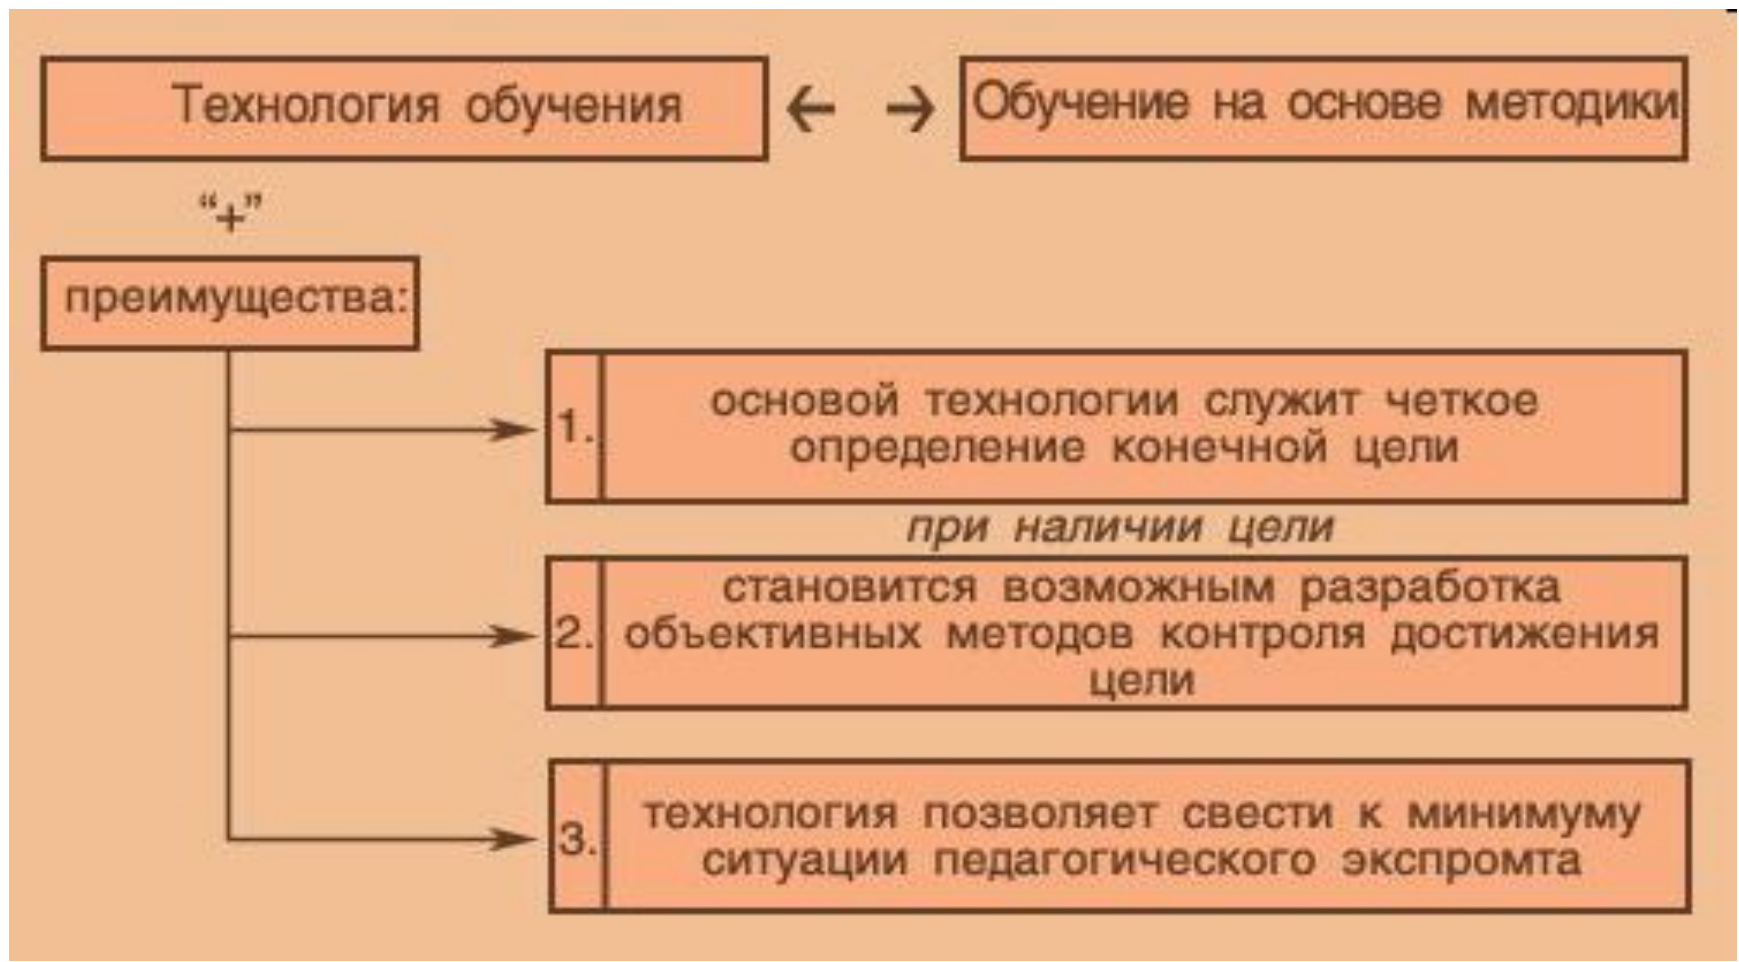 Технология обучения
← →
Обучение на основе методики
“+”
преимущества:
1.
основой технологии служит четкое
определение конечной цели
при наличии цели
2.
становится возможным разработка
объективных методов контроля достижения
цели
3.
технология позволяет свести к минимуму
ситуации педагогического экспромта